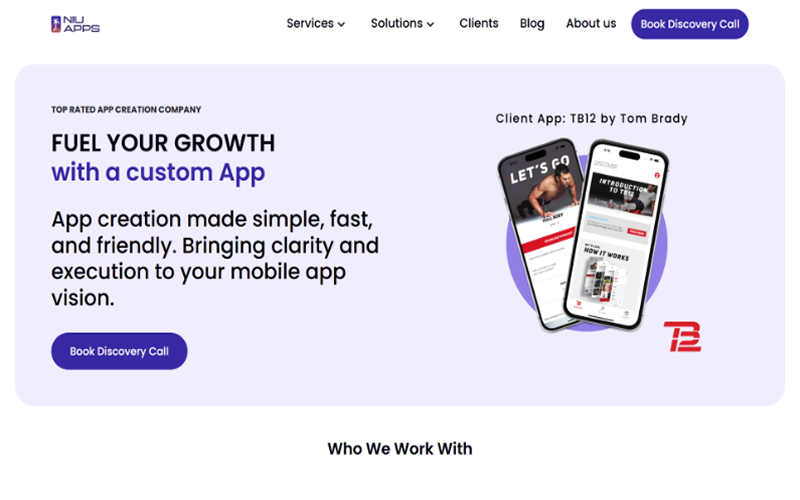 NIU
APPS
Services
Solutions
Clients
Blog
About us
Book Discovery Call
TOP RATED APP CREATION COMPANY
FUEL YOUR GROWTH
with a custom App
App creation made simple, fast,
and friendly. Bringing clarity and
execution to your mobile app
vision.
Book Discovery Call
Client App: TB12 by Tom Brady
LET'S GO
FULL BODY
DISCOVER
INTRODUCTION
TO TB12
HOW IT WORKS
TB12
Who We Work With